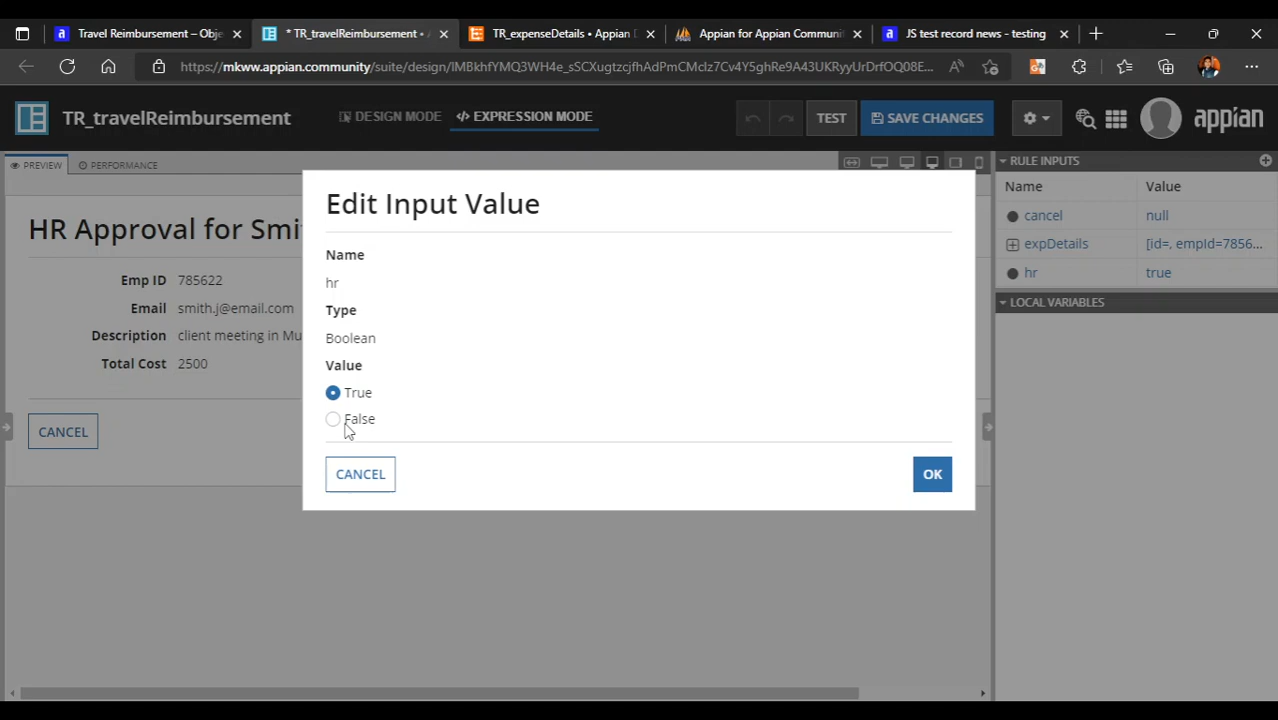 Travel Reimbursement – Obje
* TR_travelReimbursement •
TR_expenseDetails • Appian D
Appian for Appian Communit
JS test record news - testing
https://mkww.appian.community/suite/design/
TR_travelReimbursement
DESIGN MODE
</> EXPRESSION MODE
TEST
SAVE CHANGES
appian
PREVIEW
PERFORMANCE
RULE INPUTS
Name
Value
cancel
null
expDetails
[id=, empId=7856...
hr
true
LOCAL VARIABLES
HR Approval for Smi
Emp ID
785622
Email
smith.j@email.com
Description
client meeting in Mu
Total Cost
2500
CANCEL
Edit Input Value
Name
hr
Type
Boolean
Value
True
False
CANCEL
OK